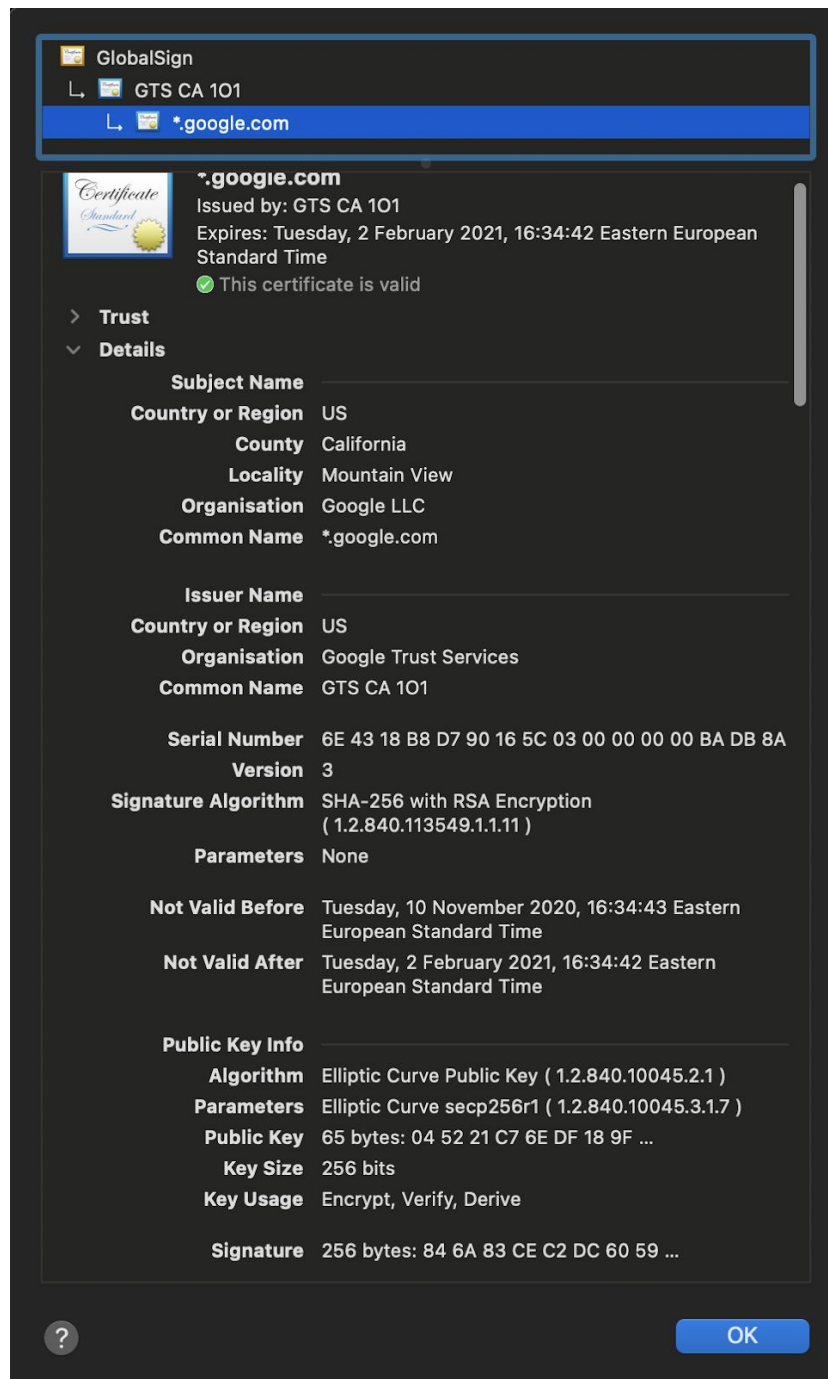 GlobalSign
GTS CA 1O1
*.google.com
Certificate
Standard
*.google.com
Issued by: GTS CA 1O1
Expires: Tuesday, 2 February 2021, 16:34:42 Eastern European
Standard Time
This certificate is valid
Trust
Details
Subject Name
Country or Region US
County California
Locality Mountain View
Organisation Google LLC
Common Name *.google.com
Issuer Name
Country or Region US
Organisation Google Trust Services
Common Name GTS CA 1O1
Serial Number 6E 43 18 B8 D7 90 16 5C 03 00 00 00 00 BA DB 8A
Version 3
Signature Algorithm SHA-256 with RSA Encryption
( 1.2.840.113549.1.1.11 )
Parameters None
Not Valid Before Tuesday, 10 November 2020, 16:34:43 Eastern
European Standard Time
Not Valid After Tuesday, 2 February 2021, 16:34:42 Eastern
European Standard Time
Public Key Info
Algorithm Elliptic Curve Public Key ( 1.2.840.10045.2.1 )
Parameters Elliptic Curve secp256r1 ( 1.2.840.10045.3.1.7 )
Public Key 65 bytes: 04 52 21 C7 6E DF 18 9F ...
Key Size 256 bits
Key Usage Encrypt, Verify, Derive
Signature 256 bytes: 84 6A 83 CE C2 DC 60 59 ...
?
OK